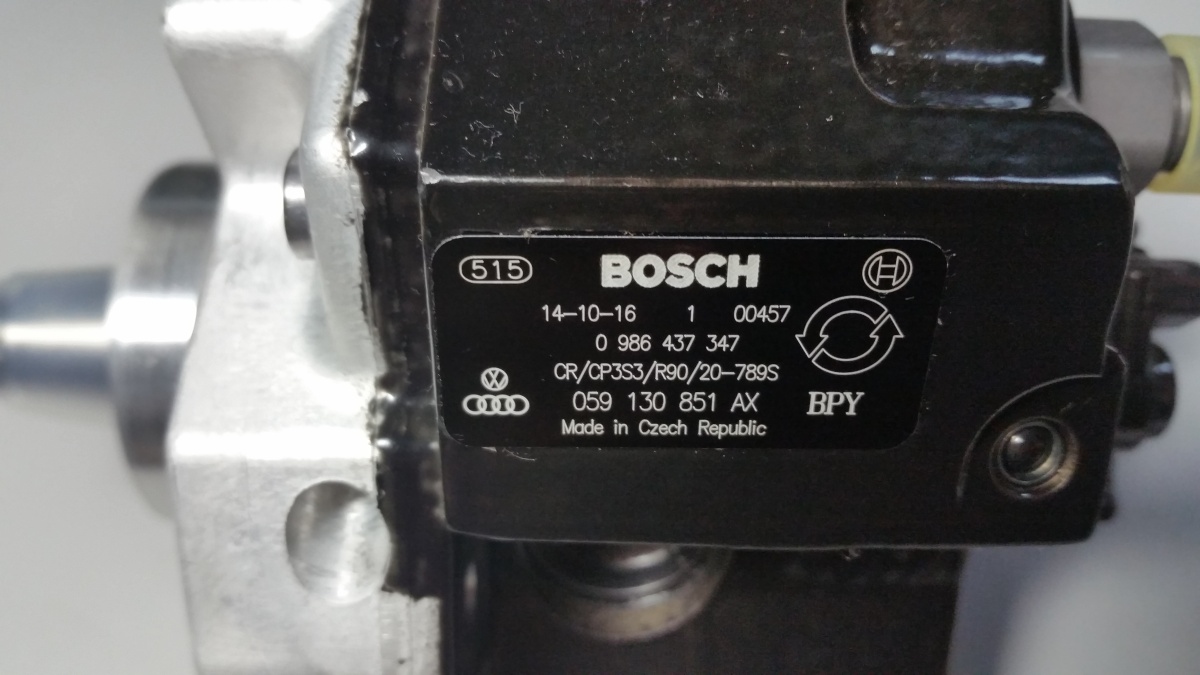 515 BOSCH
14-10-16 1 00457
0 986 437 347
CR/CP3S3/R90/20-789S
059 130 851 AX BPY
Made in Czech Republic